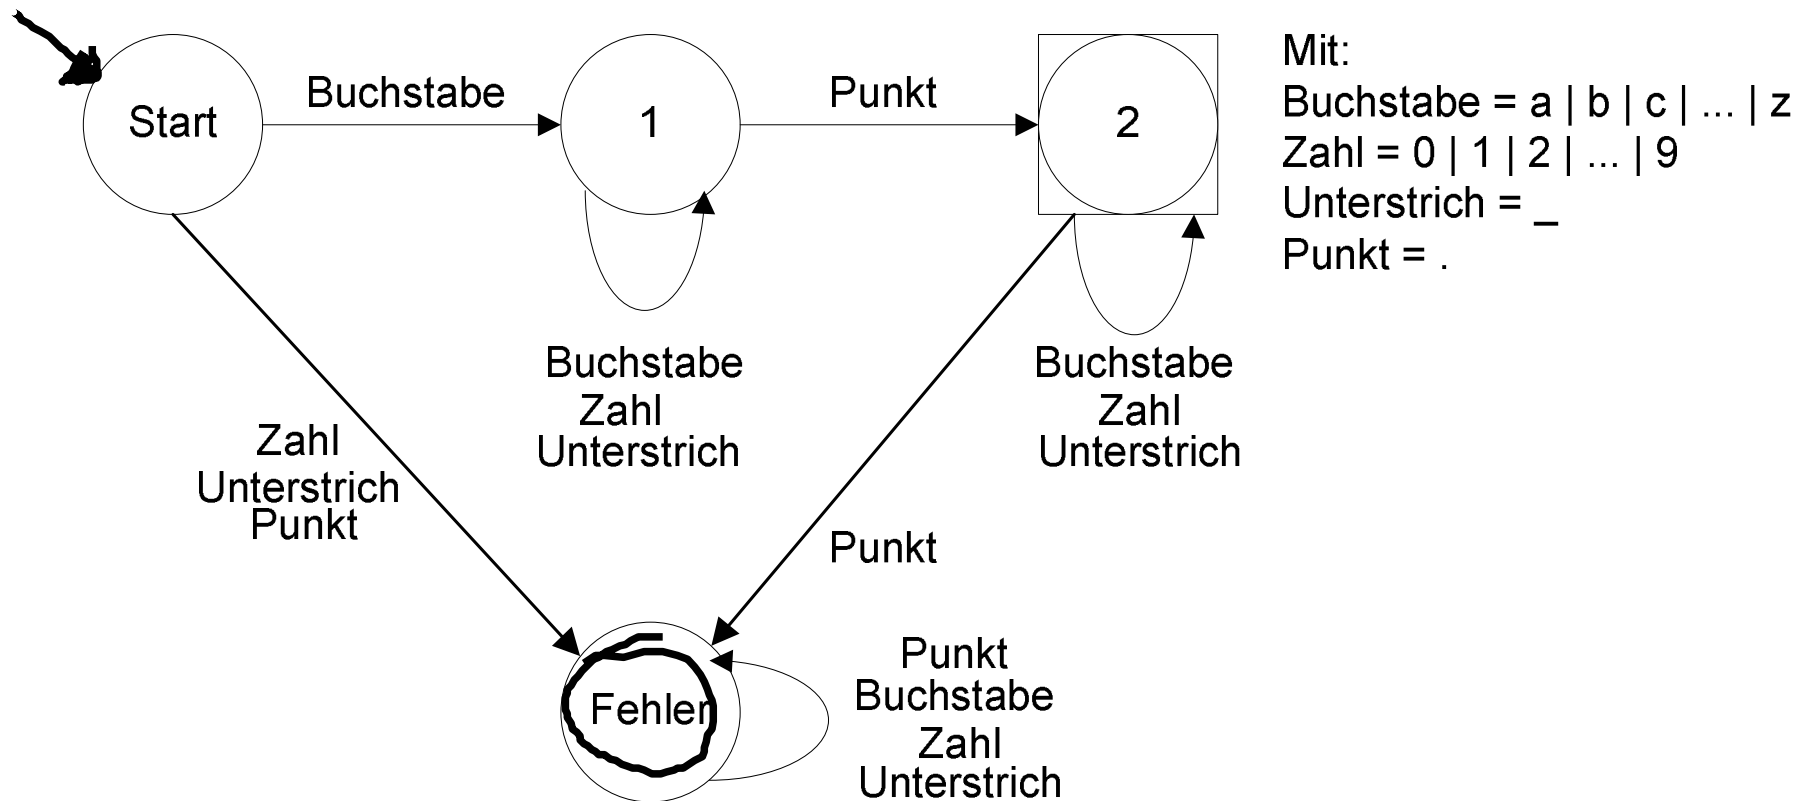 Start
Buchstabe
1
Punkt
2
Mit:
Buchstabe = a | b | c | ... | z
Zahl = 0 | 1 | 2 | ... | 9
Unterstrich = _
Punkt = .
Buchstabe
Zahl
Unterstrich
Buchstabe
Zahl
Unterstrich
Zahl
Unterstrich
Punkt
Punkt
Fehler
Punkt
Buchstabe
Zahl
Unterstrich